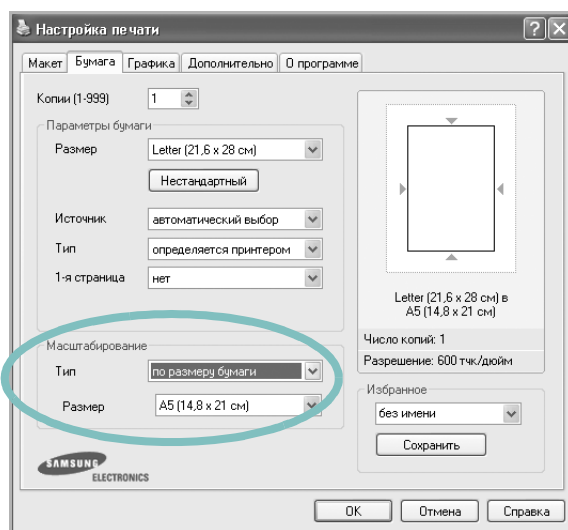 Настройка печати
Макет Бумага Графика Дополнительно О программе
Копии (1-999) 1
Параметры бумаги
Размер Letter (21,6 x 28 см)
Нестандартный
Источник автоматический выбор
Тип определяется принтером
1-я страница нет
Масштабирование
Тип по размеру бумаги
Размер A5 (14,8 x 21 см)
SAMSUNG
ELECTRONICS
Letter (21,6 x 28 см) в
A5 (14,8 x 21 см)
Число копий: 1
Разрешение: 600 тчк/дюйм
Избранное
без имени
Сохранить
OK Отмена Справка